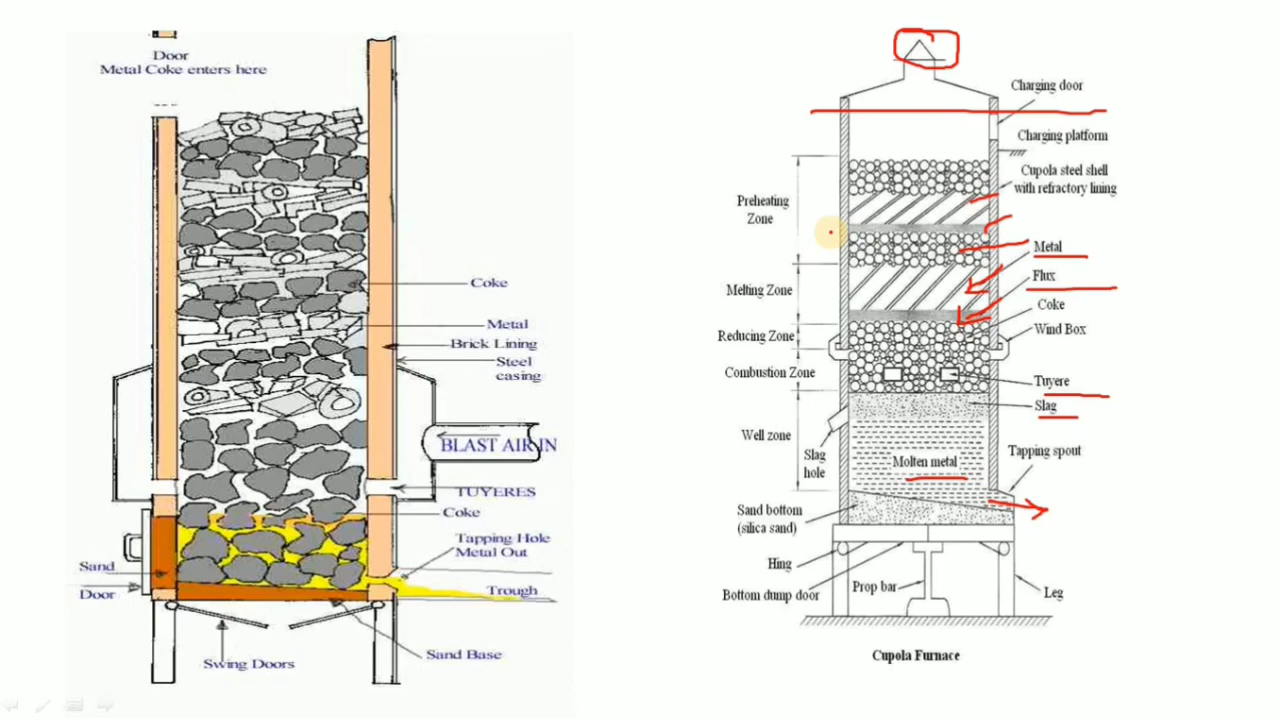 Door
Metal Coke enters here
Coke
Metal
Brick Lining
Steel
casing
BLAST AIR IN
TUYERES
Coke
Tapping Hole
Metal Out
Sand
Door
Trough
Swing Doors
Sand Base
Charging door
Charging platform
Cupola steel shell
with refractory lining
Preheating
Zone
Metal
Flux
Melting Zone
Coke
Reducing Zone
Wind Box
Combustion Zone
Tuyere
Slag
Well zone
Slag
hole
Molten metal
Tapping spout
Sand bottom
(silica sand)
Hing
Bottom dump door
Prop bar
Leg
Cupola Furnace